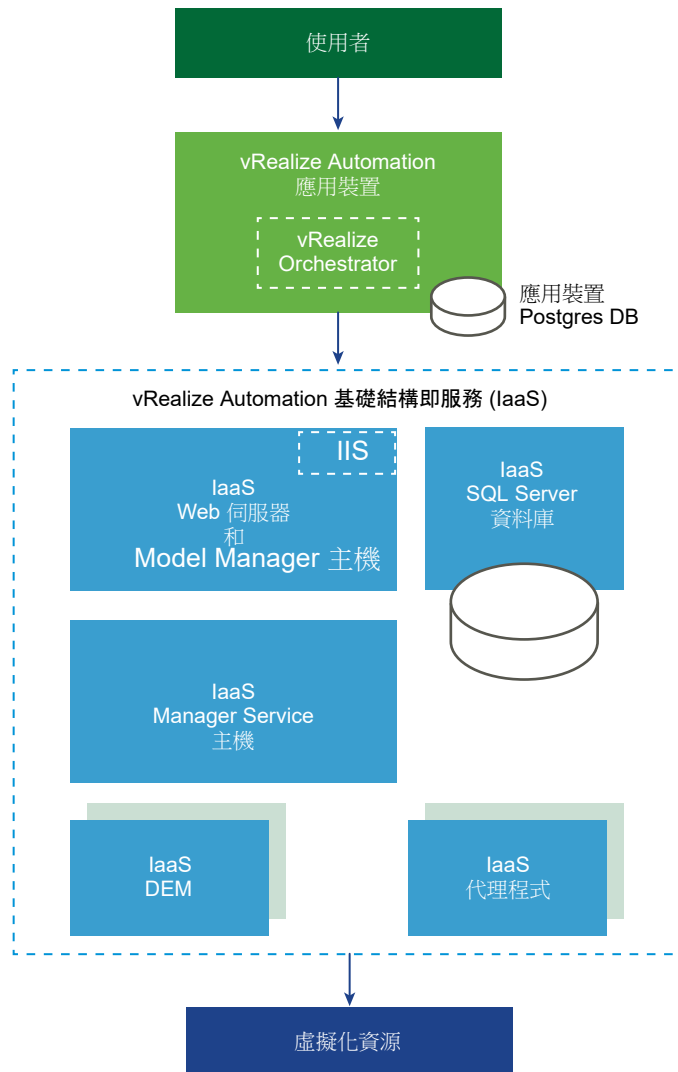 使用者
vRealize Automation
應用裝置
vRealize
Orchestrator
應用裝置
Postgres DB
vRealize Automation 基礎結構即服務 (IaaS)
IIS
IaaS
Web 伺服器
和
Model Manager 主機
IaaS
SQL Server
資料庫
IaaS
Manager Service
主機
IaaS
DEM
IaaS
代理程式
虛擬化資源